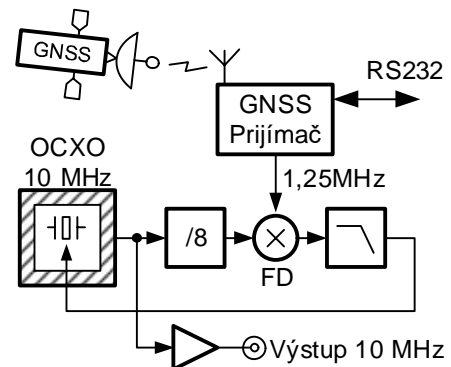 GNSS
RS232
GNSS
Prijímač
OCXO
10 MHz
1,25MHz
/8
FD
Výstup 10 MHz